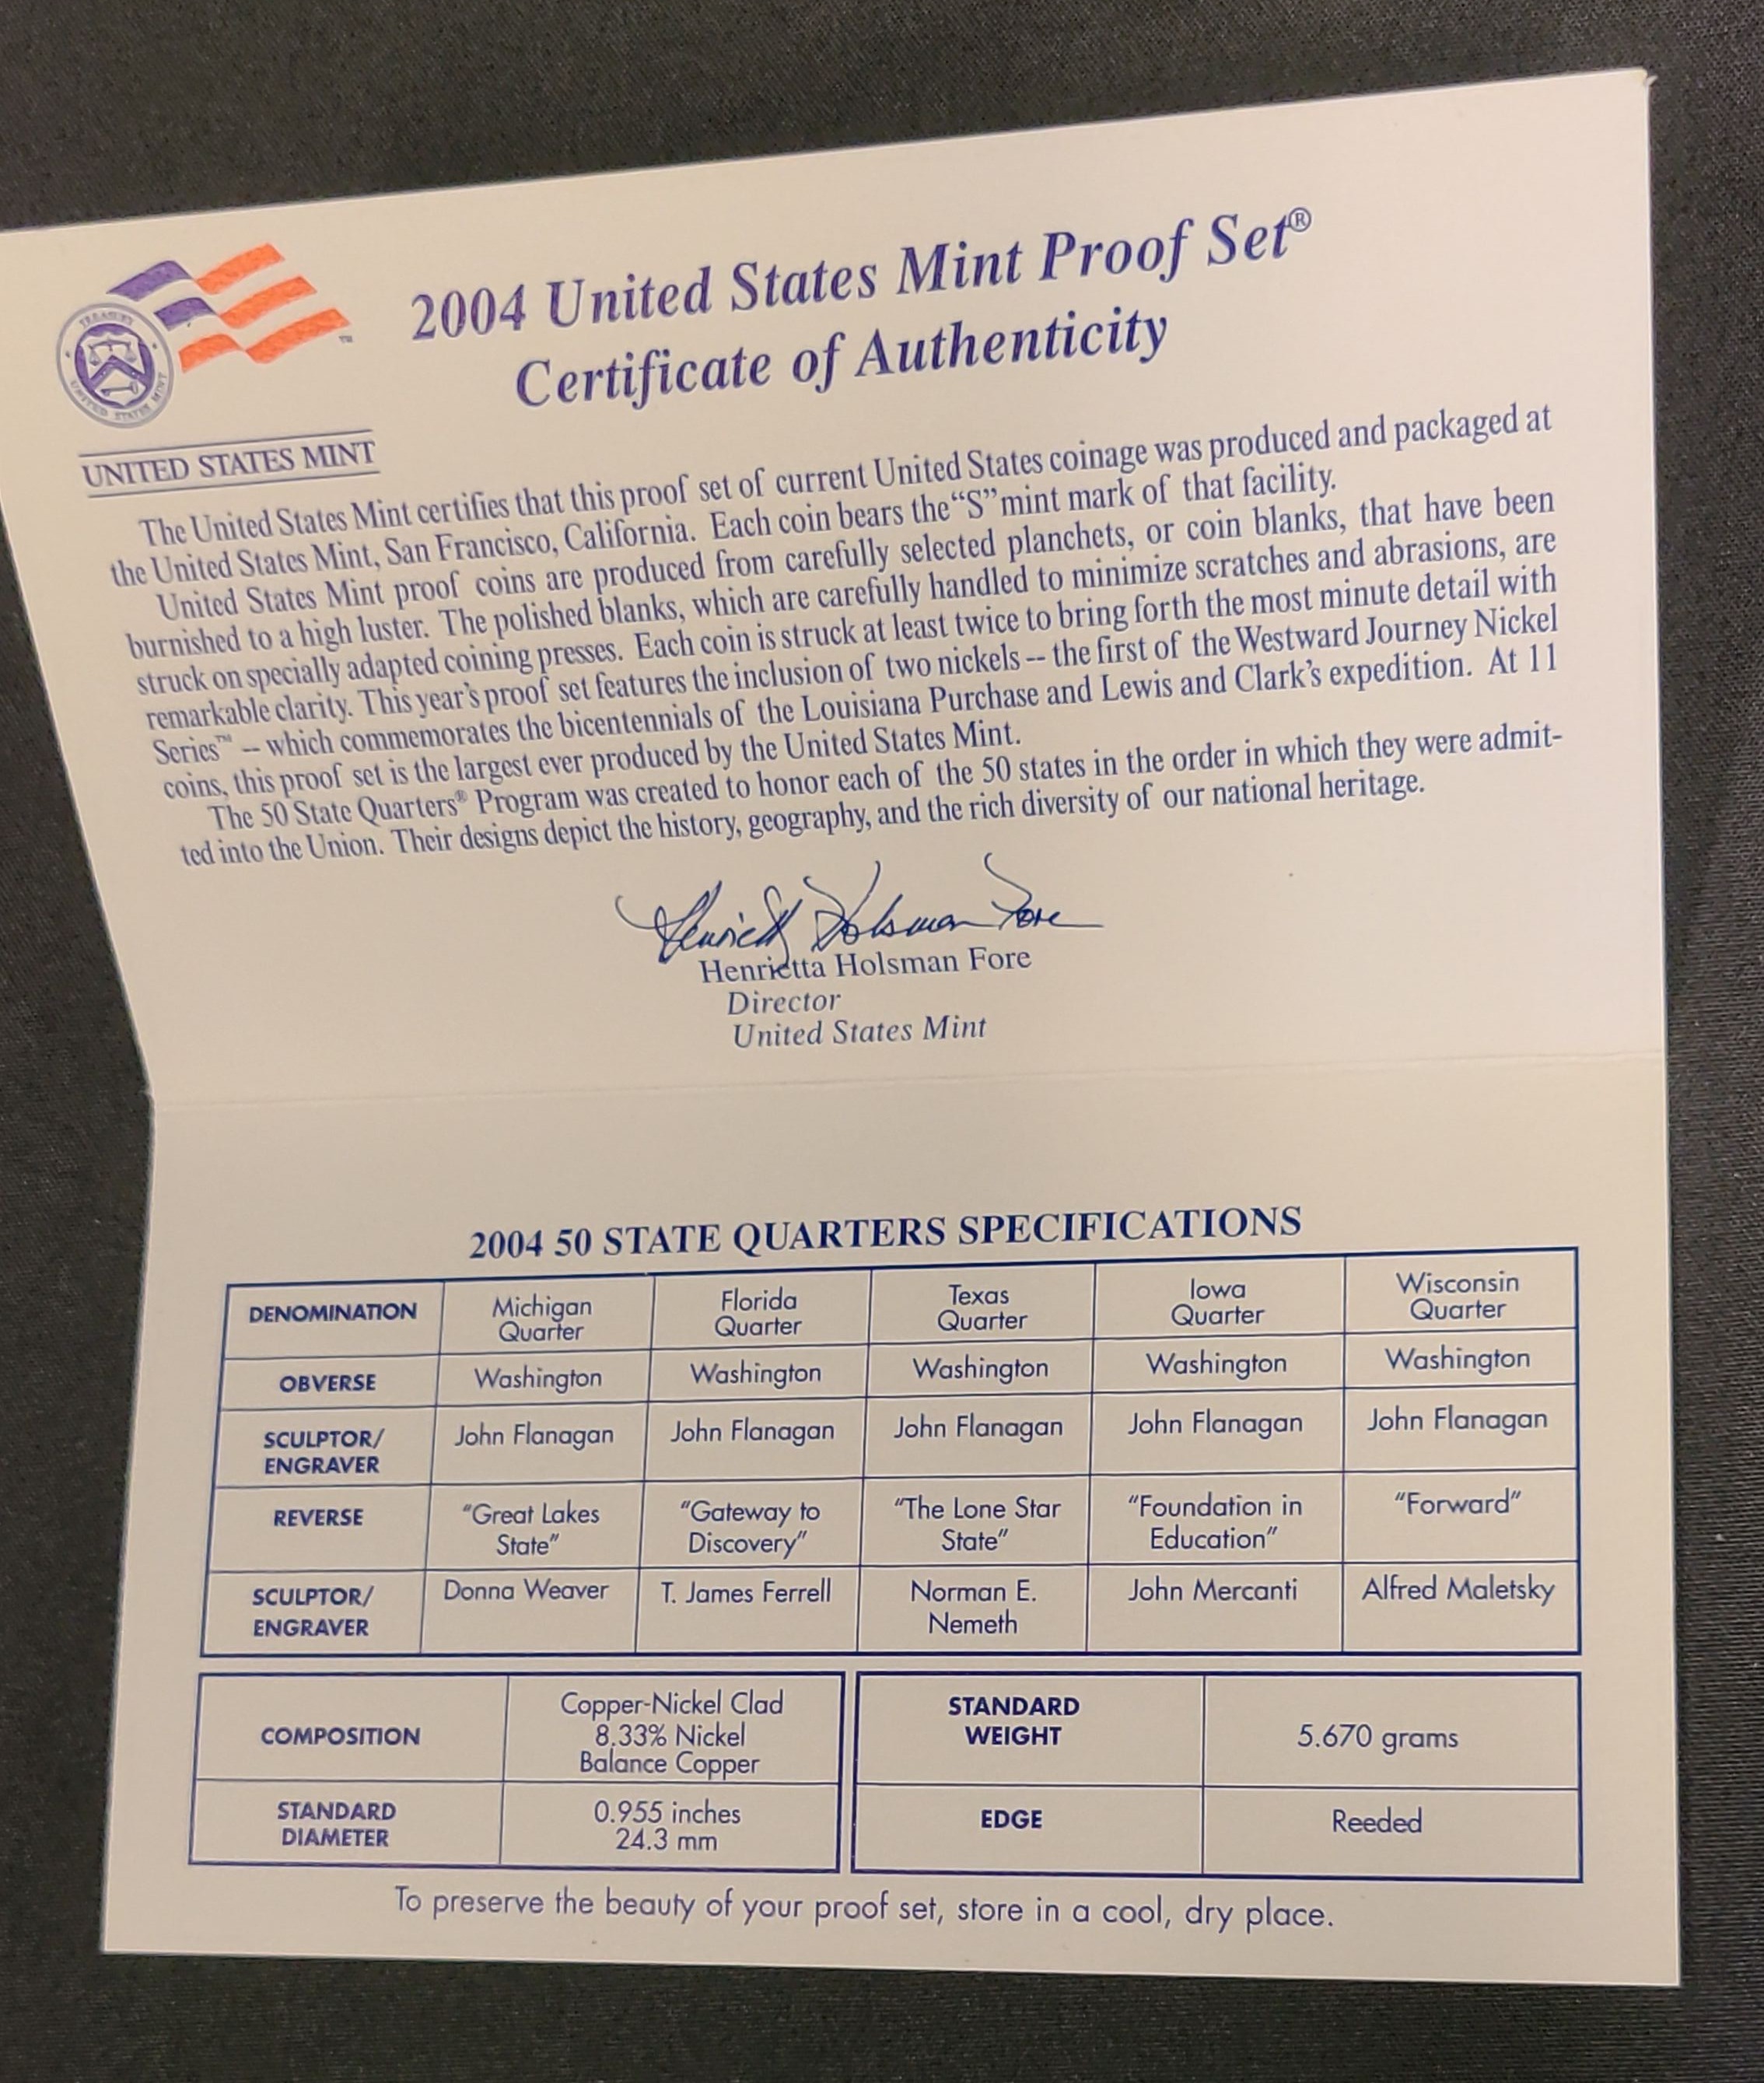 2004 United States Mint Proof Set®
Certificate of Authenticity
TREASURY
UNITED STATES MINT
™
UNITED STATES MINT
The United States Mint certifies that this proof set of current United States coinage was produced and packaged at
the United States Mint, San Francisco, California. Each coin bears the “S” mint mark of that facility.
United States Mint proof coins are produced from carefully selected planchets, or coin blanks, that have been
burnished to a high luster. The polished blanks, which are carefully handled to minimize scratches and abrasions, are
struck on specially adapted coining presses. Each coin is struck at least twice to bring forth the most minute detail with
remarkable clarity. This year’s proof set features the inclusion of two nickels -- the first of the Westward Journey Nickel
Series™ -- which commemorates the bicentennials of the Louisiana Purchase and Lewis and Clark’s expedition. At 11
coins, this proof set is the largest ever produced by the United States Mint.
The 50 State Quarters® Program was created to honor each of the 50 states in the order in which they were admit-
ted into the Union. Their designs depict the history, geography, and the rich diversity of our national heritage.
Henrietta Holsman Fore
Henrietta Holsman Fore
Director
United States Mint
2004 50 STATE QUARTERS SPECIFICATIONS
DENOMINATION Michigan Quarter Florida Quarter Texas Quarter Iowa Quarter Wisconsin Quarter
OBVERSE Washington Washington Washington Washington Washington
SCULPTOR/ ENGRAVER John Flanagan John Flanagan John Flanagan John Flanagan John Flanagan
REVERSE “Great Lakes State” “Gateway to Discovery” “The Lone Star State” “Foundation in Education” “Forward”
SCULPTOR/ ENGRAVER Donna Weaver T. James Ferrell Norman E. Nemeth John Mercanti Alfred Maletsky
COMPOSITION
Copper-Nickel Clad
8.33% Nickel
Balance Copper
STANDARD
WEIGHT
5.670 grams
STANDARD
DIAMETER
0.955 inches
24.3 mm
EDGE
Reeded
To preserve the beauty of your proof set, store in a cool, dry place.